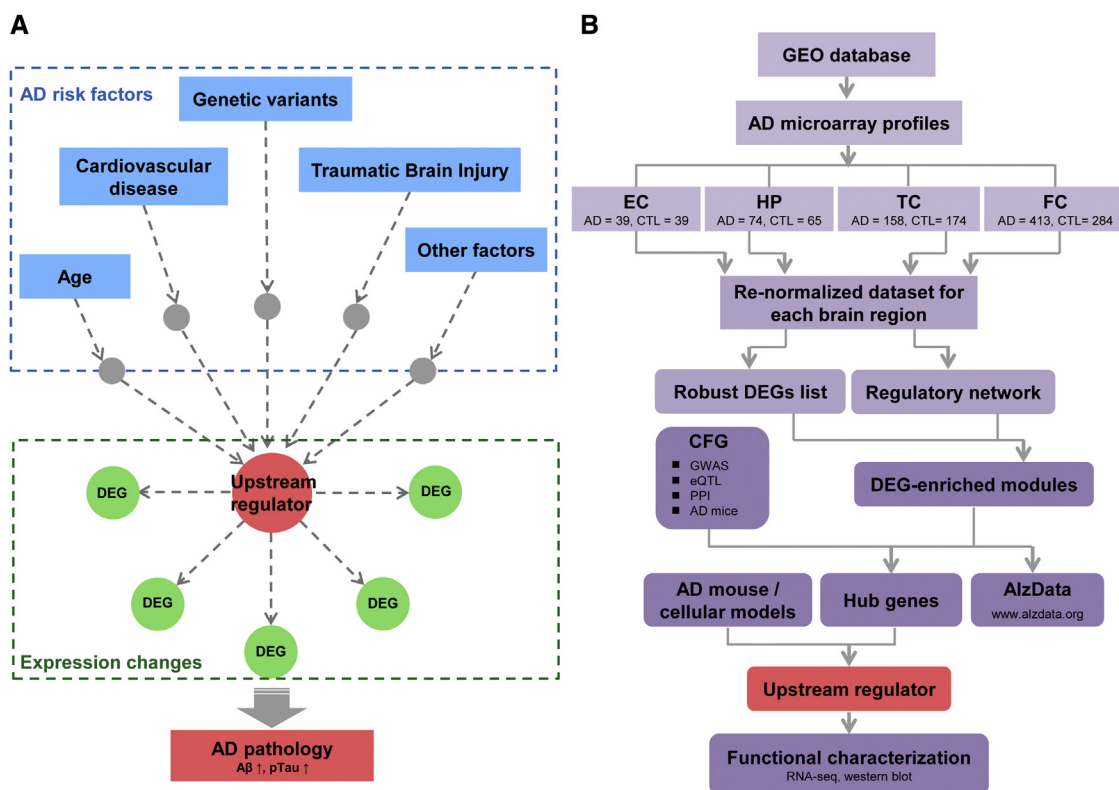 A
AD risk factors
Genetic variants
Cardiovascular
disease
Traumatic Brain Injury
Other factors
Age
Upstream
regulator
DEG
DEG
DEG
DEG
DEG
Expression changes
AD pathology
Aβ ↑, pTau ↑
B
GEO database
AD microarray profiles
EC
AD = 39, CTL = 39
HP
AD = 74, CTL = 65
TC
AD = 158, CTL= 174
FC
AD = 413, CTL= 284
Re-normalized dataset for
each brain region
Robust DEGs list
Regulatory network
CFG
■ GWAS
■ eQTL
■ PPI
■ AD mice
DEG-enriched modules
AD mouse /
cellular models
Hub genes
AlzData
www.alzdata.org
Upstream regulator
Functional characterization
RNA-seq, western blot